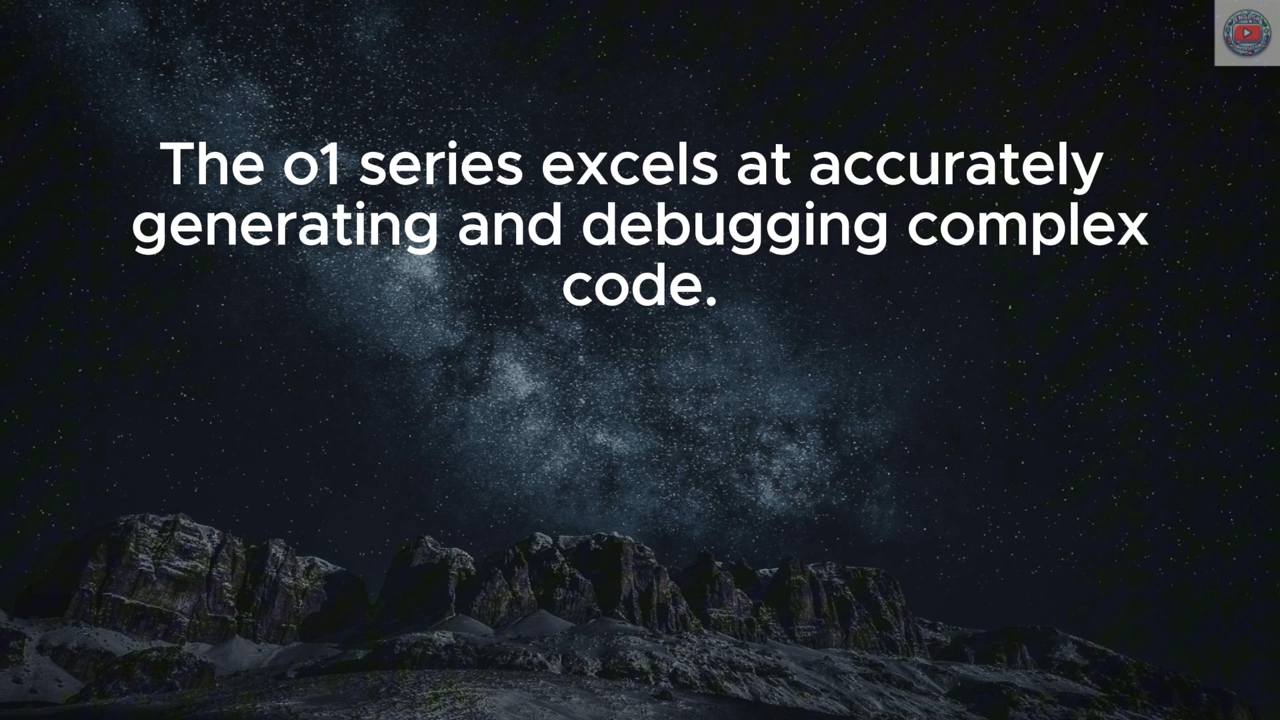 The o1 series excels at accurately
generating and debugging complex
code.